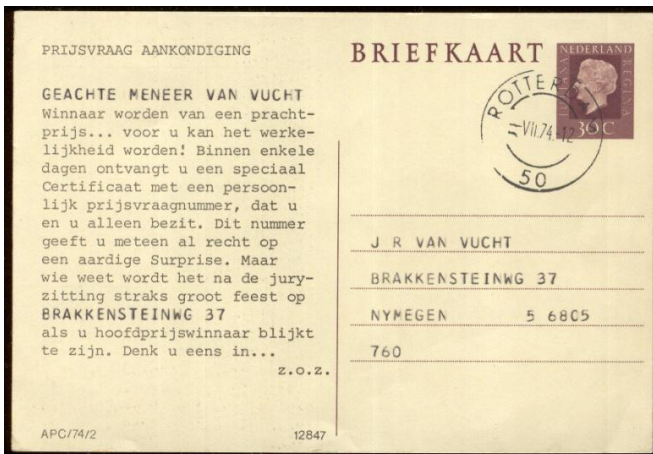 PRIJSVRAAG AANKONDIGING
GEACHTE MENEER VAN VUCHT
Winnaar worden van een pracht-
prijs... voor u kan het werke-
lijkheid worden! Binnen enkele
dagen ontvangt u een speciaal
Certificaat met een persoon-
lijk prijsvraagnummer, dat u
en u alleen bezit. Dit nummer
geeft u meteen al recht op
een aardige Surprise. Maar
wie weet wordt het na de jury-
zitting straks groot feest op
BRAKKENSTEINWG 37
als u hoofdprijswinnaar blijkt
te zijn. Denk u eens in...
z.o.z.
APC/74/2
12847
BRIEFKAART
NEDERLAND
JULIANA
REGINA
36 C
VII.74.-12
50
J R VAN VUCHT
BRAKKENSTEINWG 37
NYMEGEN 5 6805
760